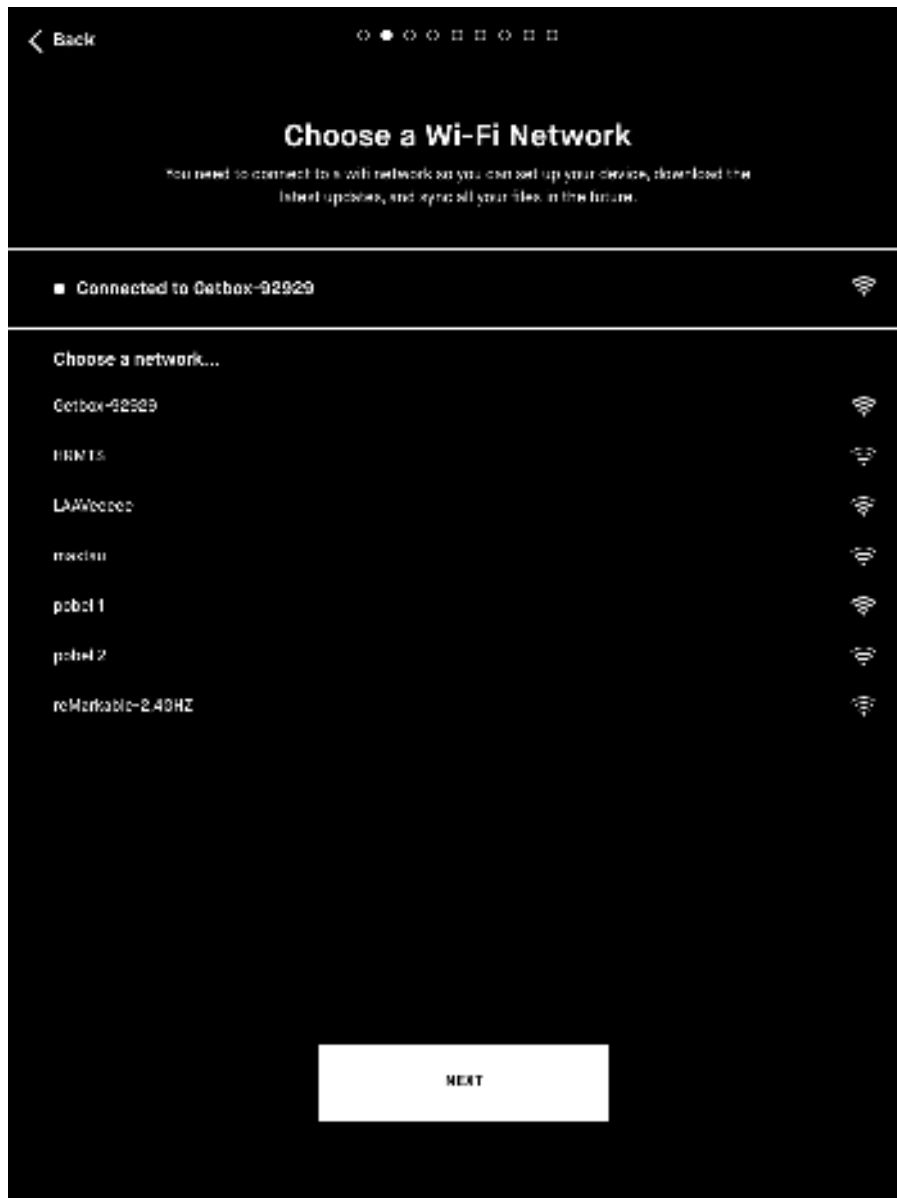 Back
Choose a Wi-Fi Network
You need to connect to a wifi network so you can set up your device, download the
latest updates, and sync all your files in the future.
Connected to Getbox-92929
Choose a network...
Getbox-92929
LAAVeeeee
pobel 1
pobel 2
reMarkable-2.4GHZ
NEXT